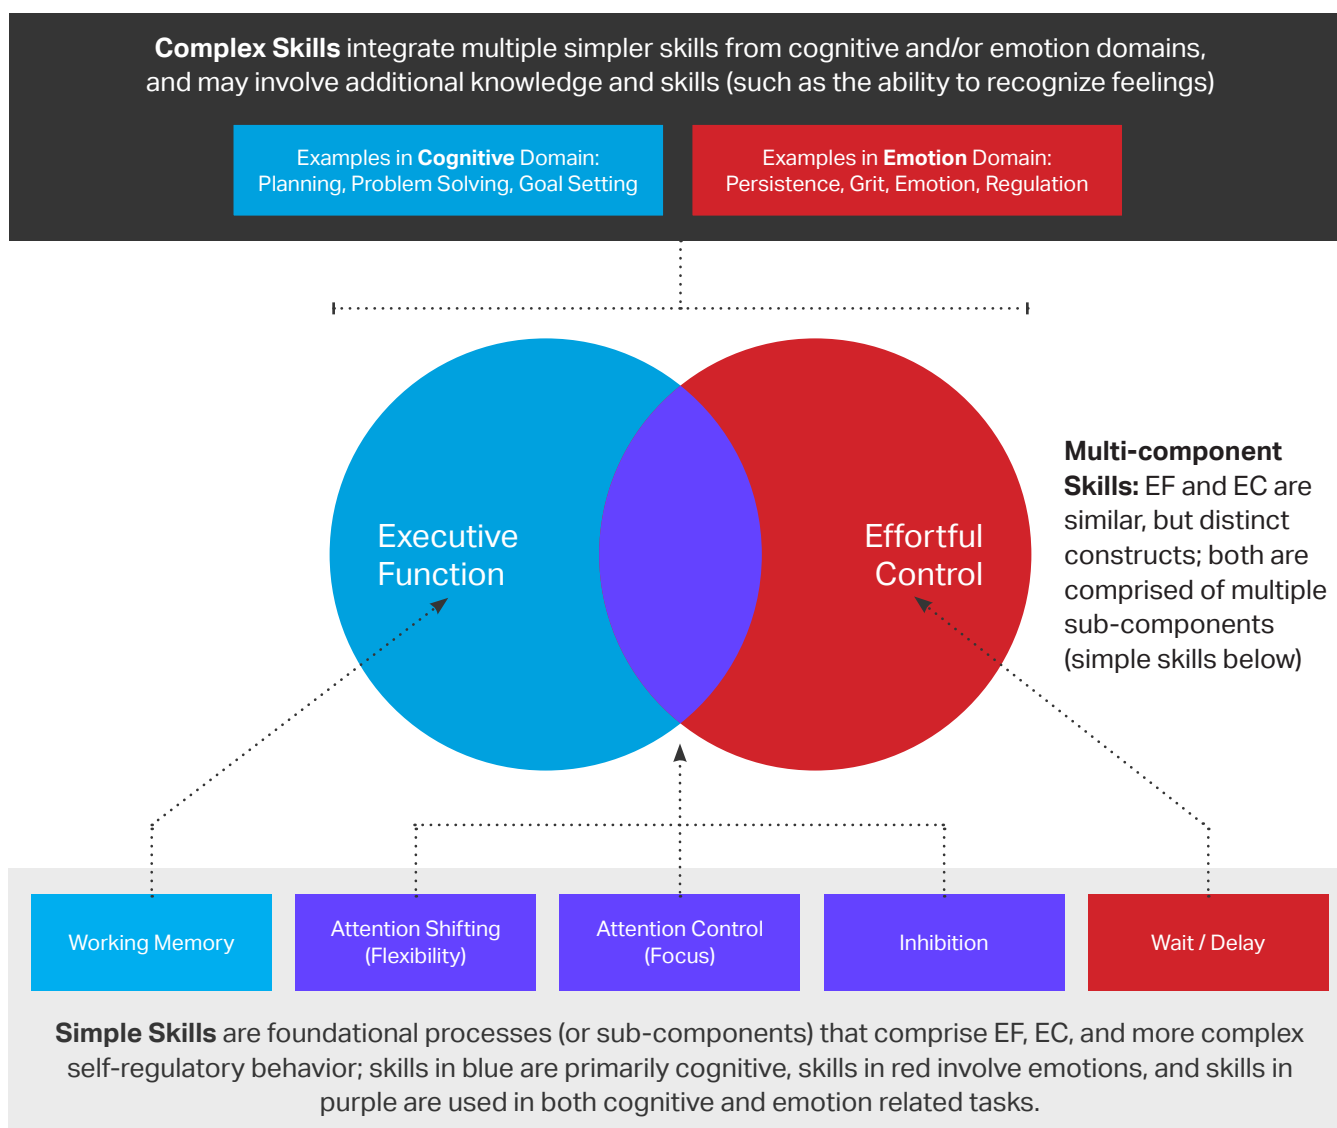 Complex Skills integrate multiple simpler skills from cognitive and/or emotion domains,
and may involve additional knowledge and skills (such as the ability to recognize feelings)
Examples in Cognitive Domain:
Planning, Problem Solving, Goal Setting
Examples in Emotion Domain:
Persistence, Grit, Emotion, Regulation
Executive
Function
Effortful
Control
Multi-component
Skills: EF and EC are
similar, but distinct
constructs; both are
comprised of multiple
sub-components
(simple skills below)
Working Memory
Attention Shifting
(Flexibility)
Attention Control
(Focus)
Inhibition
Wait / Delay
Simple Skills are foundational processes (or sub-components) that comprise EF, EC, and more complex
self-regulatory behavior; skills in blue are primarily cognitive, skills in red involve emotions, and skills in
purple are used in both cognitive and emotion related tasks.